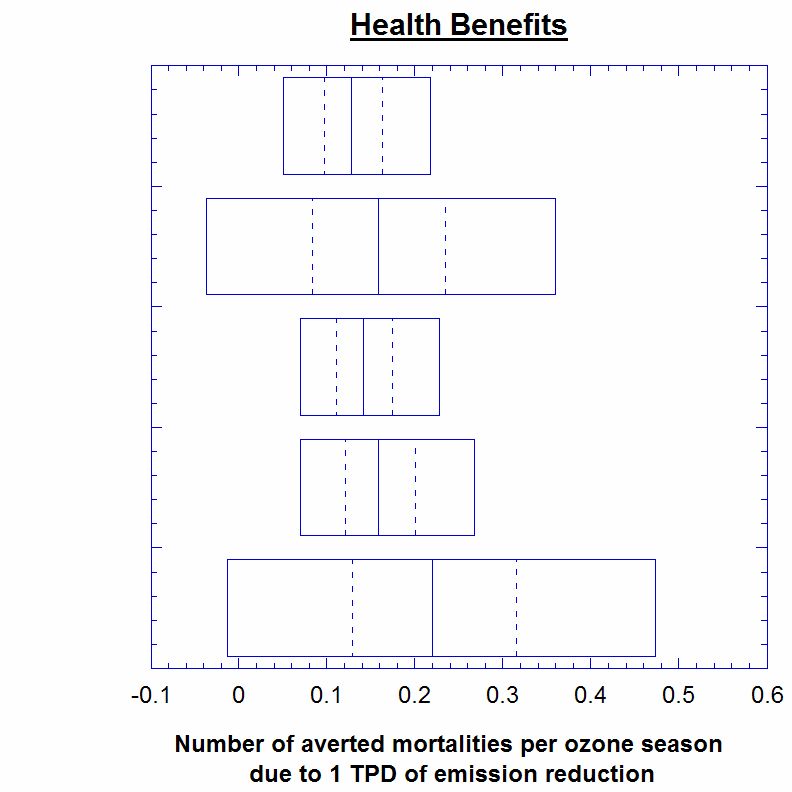 Health Benefits
-0.1 0 0.1 0.2 0.3 0.4 0.5 0.6
Number of averted mortalities per ozone season
due to 1 TPD of emission reduction